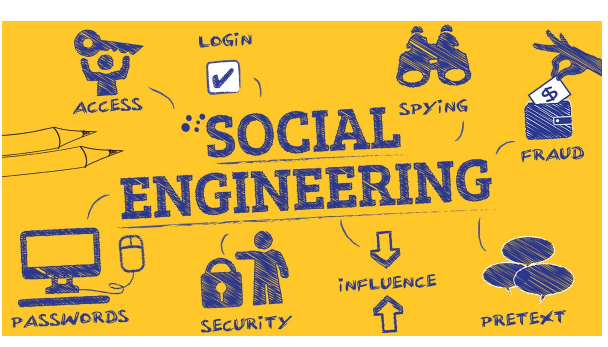 LOGiN
ACCESS
SPYiNG
FRAUD
SOCIAL
ENGINEERING
PASSWORDS
SECURiTY
iNFLUENCE
PRETEXT
$